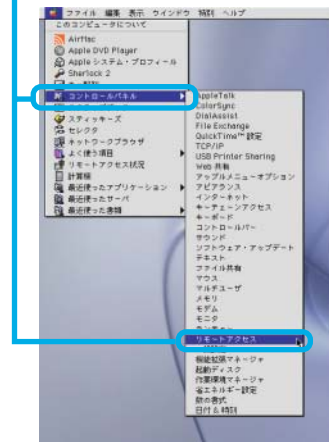 ファイル 編集 表示 ウインドウ 特別 ヘルプ
このコンピュータについて
AirMac
Apple DVD Player
Apple システム・プロフィール
Sherlock 2
コントロールパネル
スティッキーズ
セレクタ
ネットワークブラウザ
よく使う項目
リモートアクセス状況
計算機
最近使ったアプリケーション
最近使ったサーバ
最近使った書類
AppleTalk
ColorSync
DialAssist
File Exchange
QuickTime™ 設定
TCP/IP
USB Printer Sharing
Web 共有
アップルメニューオプション
アピアランス
インターネット
キーチェーンアクセス
キーボード
コントロールバー
サウンド
ソフトウェア・アップデート
テキスト
ファイル共有
マウス
マルチユーザ
メモリ
モデム
モニタ
リモートアクセス
機能拡張マネージャ
起動ディスク
作業環境マネージャ
省エネルギー設定
数の書式
日付 & 時刻